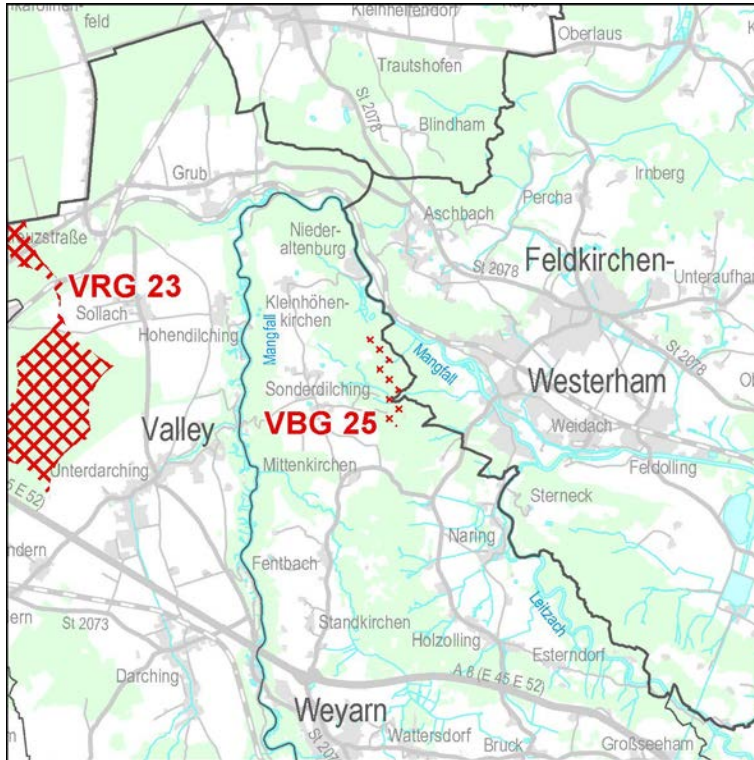 Kleinhelfendorf
feld
Oberlaus
Trautshofen
St 2078
Blindham
Grub
Irnberg
Percha
Aschbach
Nieder-
altenburg
St 2078
Feldkirchen-
Unteraufham
VRG 23
Sollach
Kleinhöhen-
kirchen
Hohendilching
Mangfall
Mangfall
St 2078
Westerham
Sonderdilching
VBG 25
Valley
Weidach
Mittenkirchen
Unterdarching
Feldolling
Sterneck
Naring
Fentbach
Leitzach
St 2073
Standkirchen
Holzolling
Esterndorf
Darching
A 8 (E 45 E 52)
Weyarn
Wattersdorf
Bruck
Großseeham